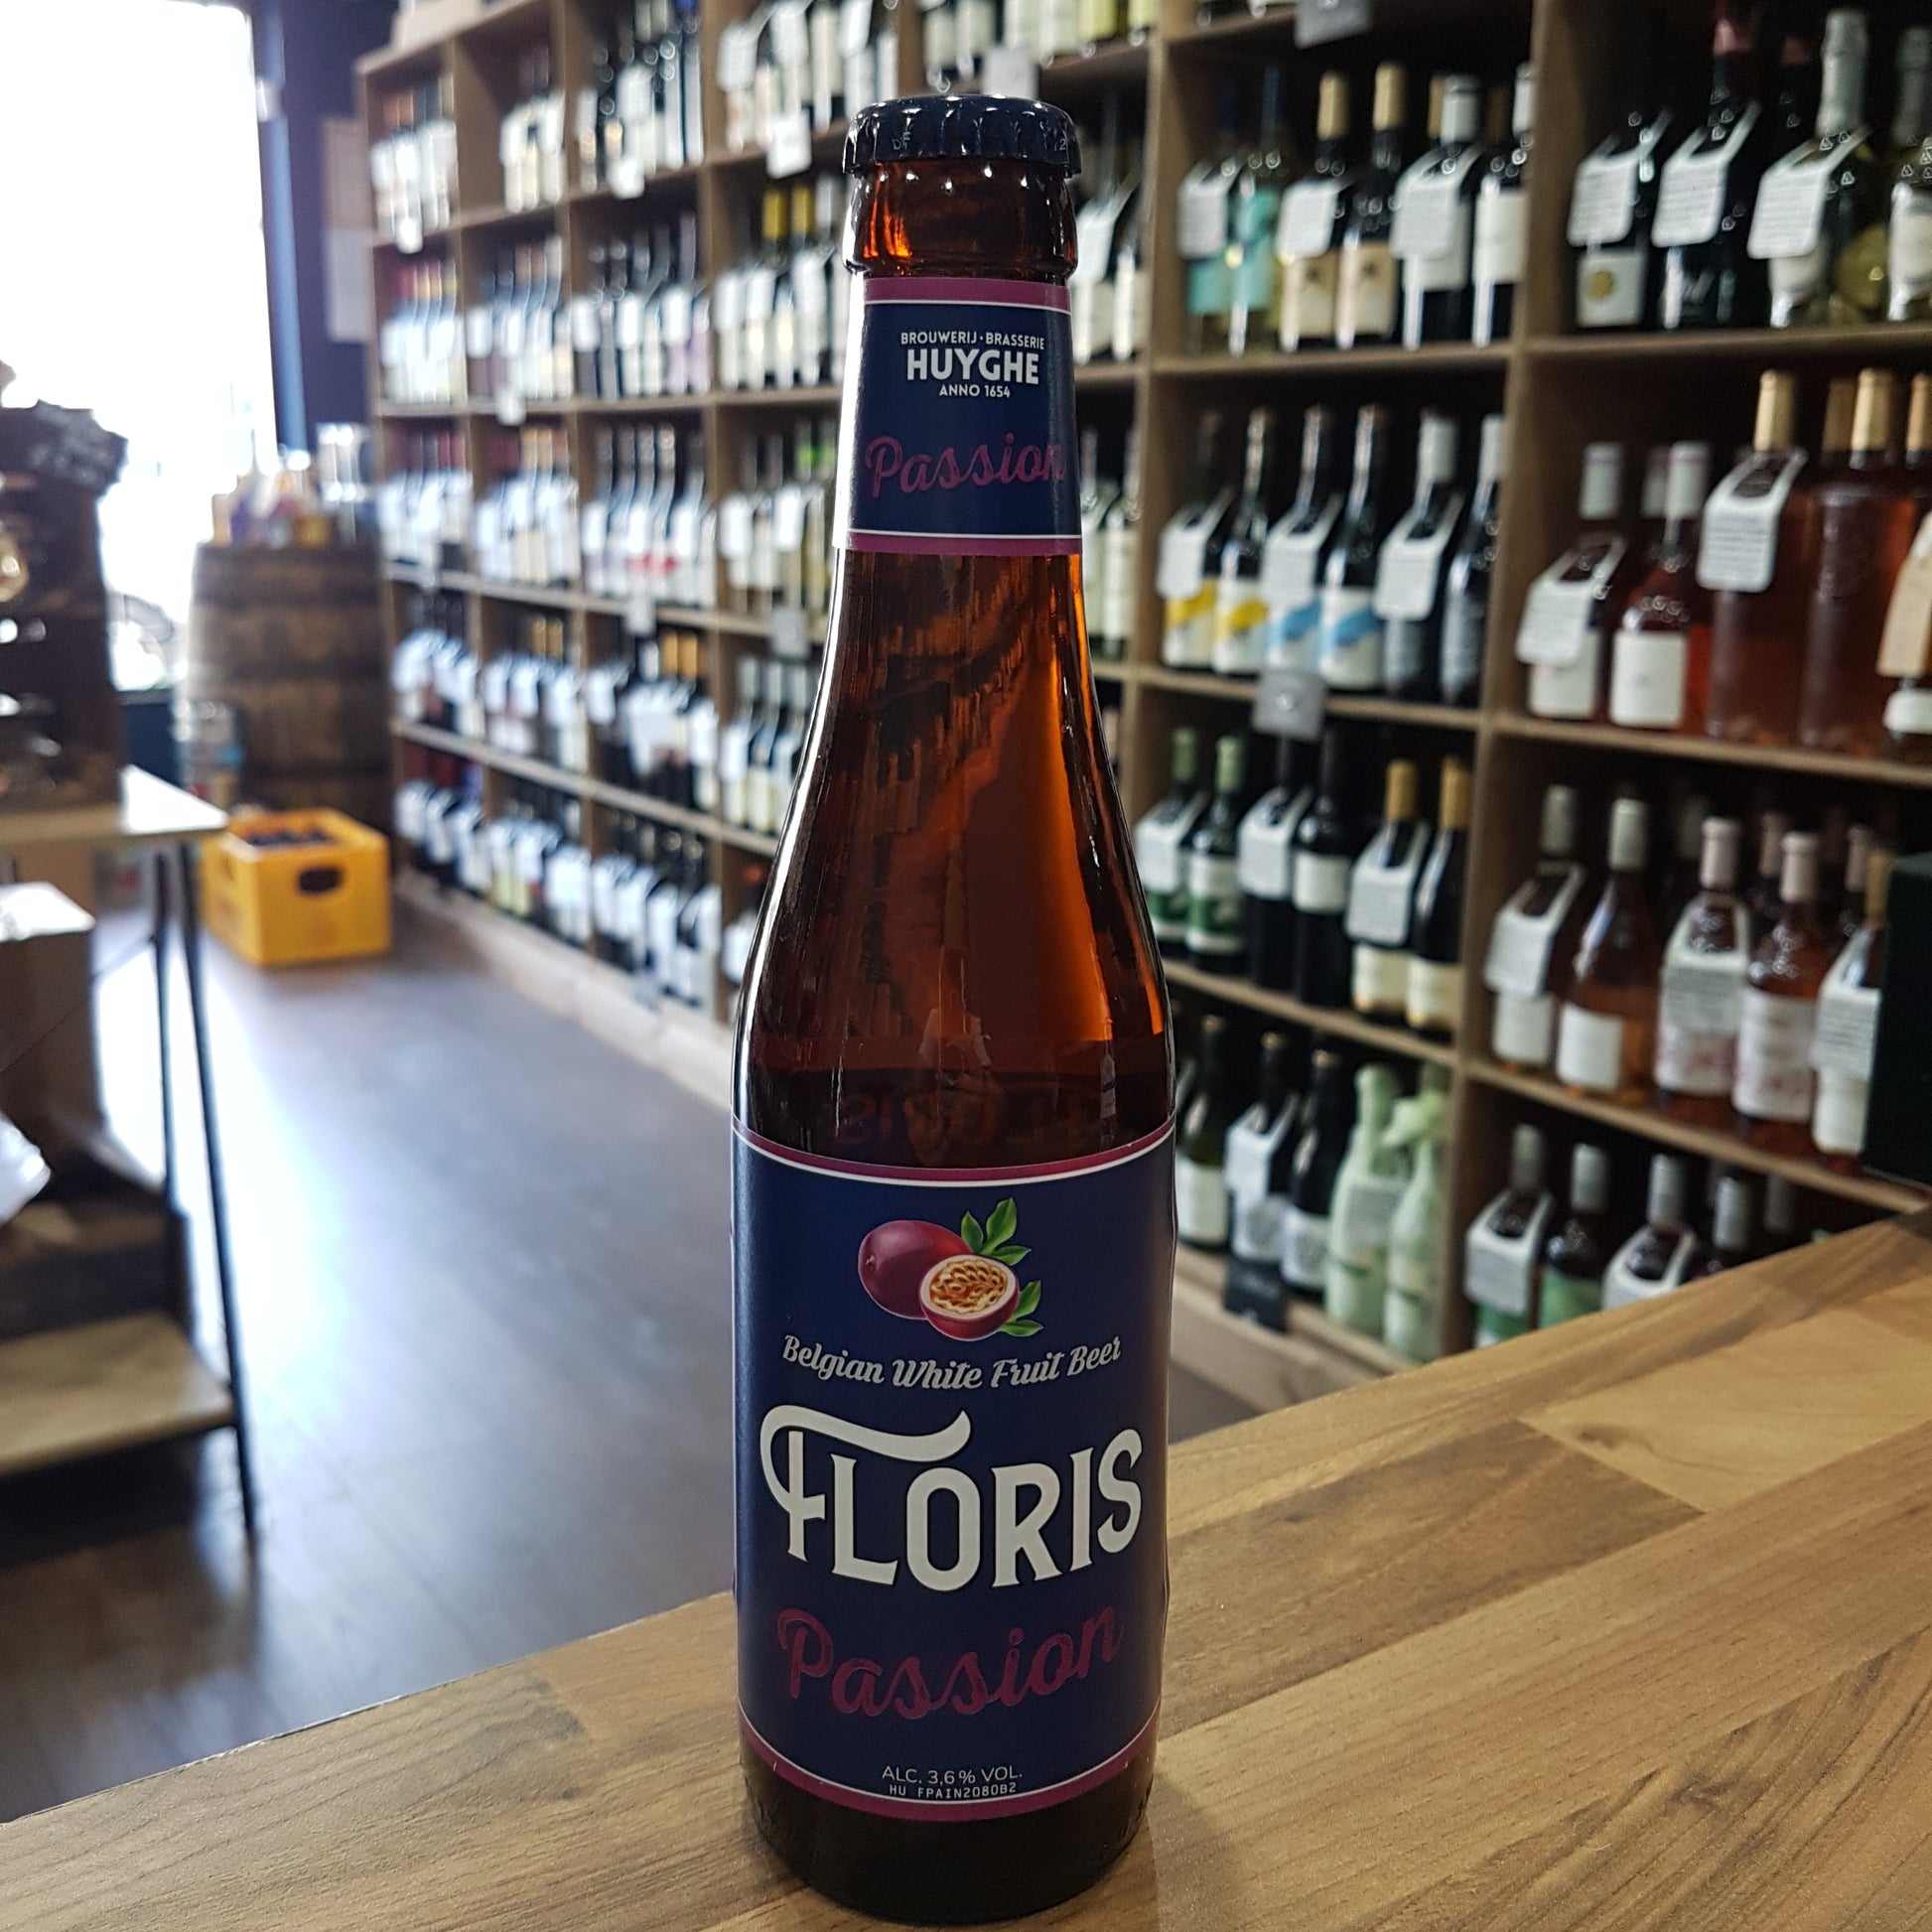 BROUWERIJ · BRASSERIE
HUYGHE
ANNO 1654
Passion
Belgian White Fruit Beer
FLORIS
Passion
ALC. 3,6% VOL.
HU FPAIN2080B2